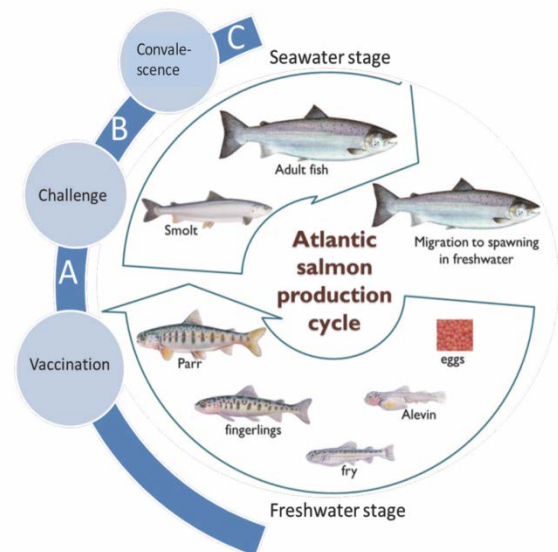 C
Convale-
scence
Seawater stage
B
Adult fish
Challenge
Smolt
Migration to spawning
in freshwater
Atlantic
salmon
production
cycle
A
Vaccination
Parr
eggs
fingerlings
Alevin
fry
Freshwater stage